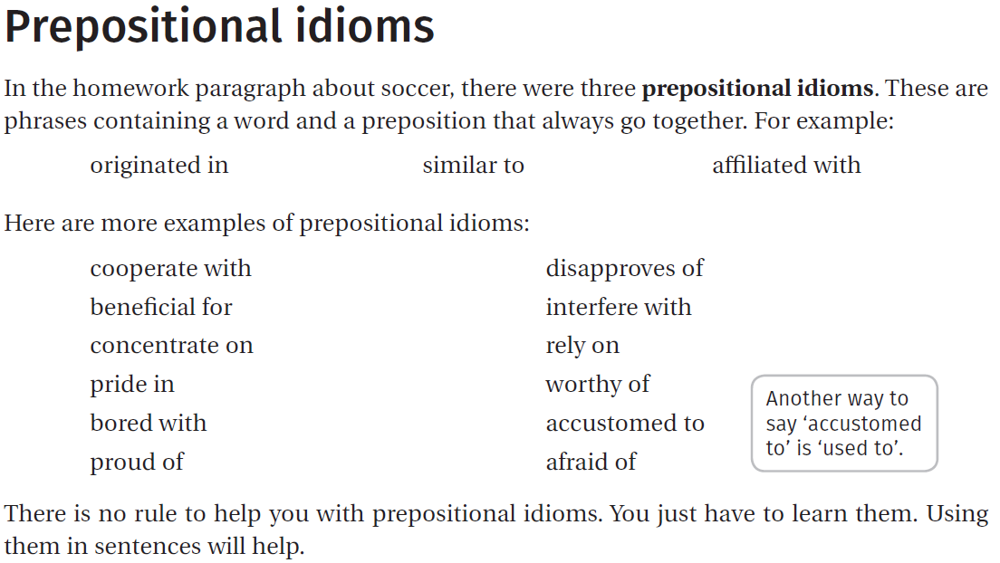 Prepositional idioms
In the homework paragraph about soccer, there were three prepositional idioms. These are
phrases containing a word and a preposition that always go together. For example:
originated in similar to affiliated with
Here are more examples of prepositional idioms:
cooperate with disapproves of
beneficial for interfere with
concentrate on rely on
pride in worthy of
bored with accustomed to
proud of afraid of
Another way to
say ‘accustomed
to’ is ‘used to’.
There is no rule to help you with prepositional idioms. You just have to learn them. Using
them in sentences will help.